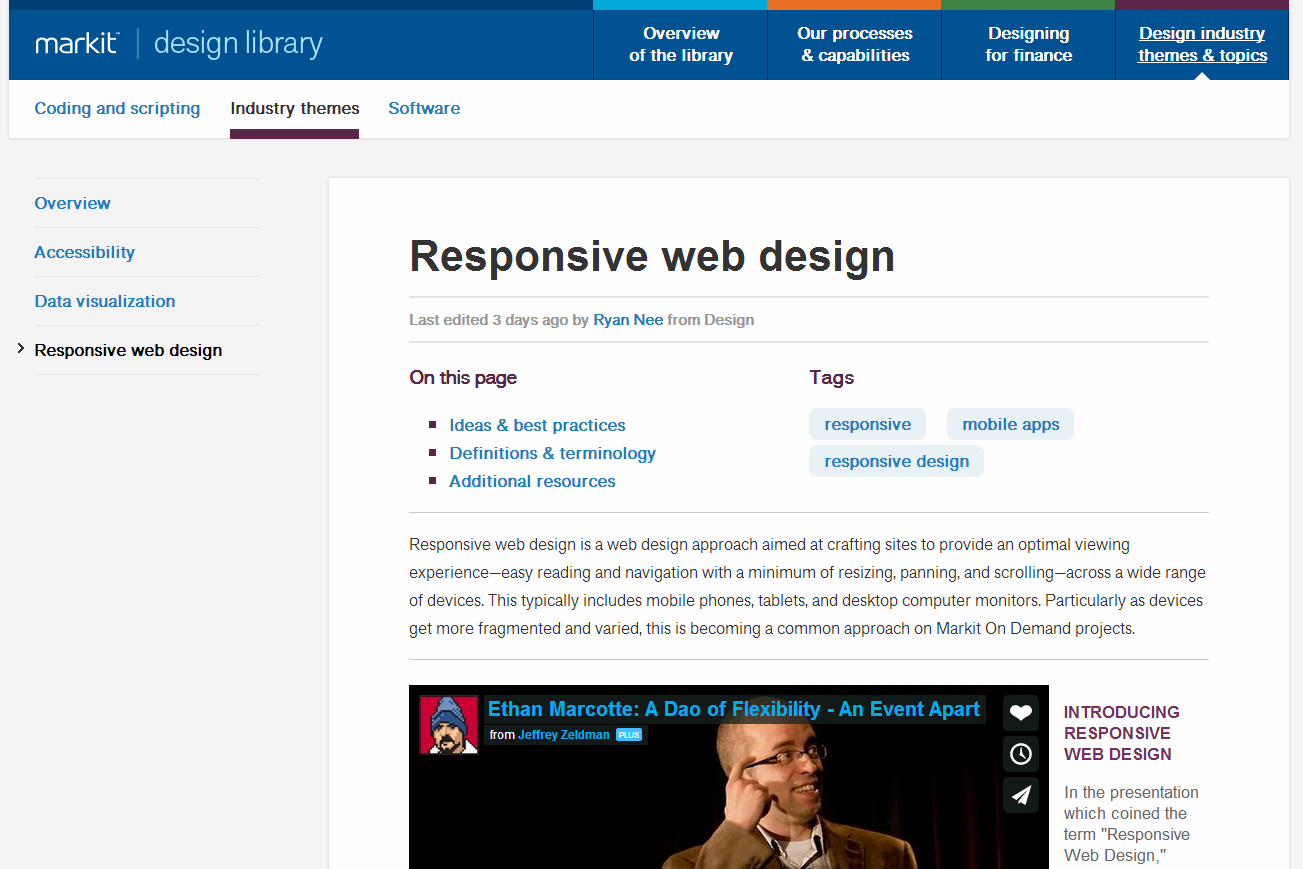 markit | design library
Overview
of the library
Our processes
& capabilities
Designing
for finance
Design industry
themes & topics
Coding and scripting
Industry themes
Software
Overview
Accessibility
Data visualization
Responsive web design
Responsive web design
Last edited 3 days ago by Ryan Nee from Design
On this page
Ideas & best practices
Definitions & terminology
Additional resources
Tags
responsive
mobile apps
responsive design
Responsive web design is a web design approach aimed at crafting sites to provide an optimal viewing
experience—easy reading and navigation with a minimum of resizing, panning, and scrolling—across a wide range
of devices. This typically includes mobile phones, tablets, and desktop computer monitors. Particularly as devices
get more fragmented and varied, this is becoming a common approach on Markit On Demand projects.
Ethan Marcotte: A Dao of Flexibility - An Event Apart
from Jeffrey Zeldman PLUS
INTRODUCING
RESPONSIVE
WEB DESIGN
In the presentation
which coined the
term "Responsive
Web Design,"